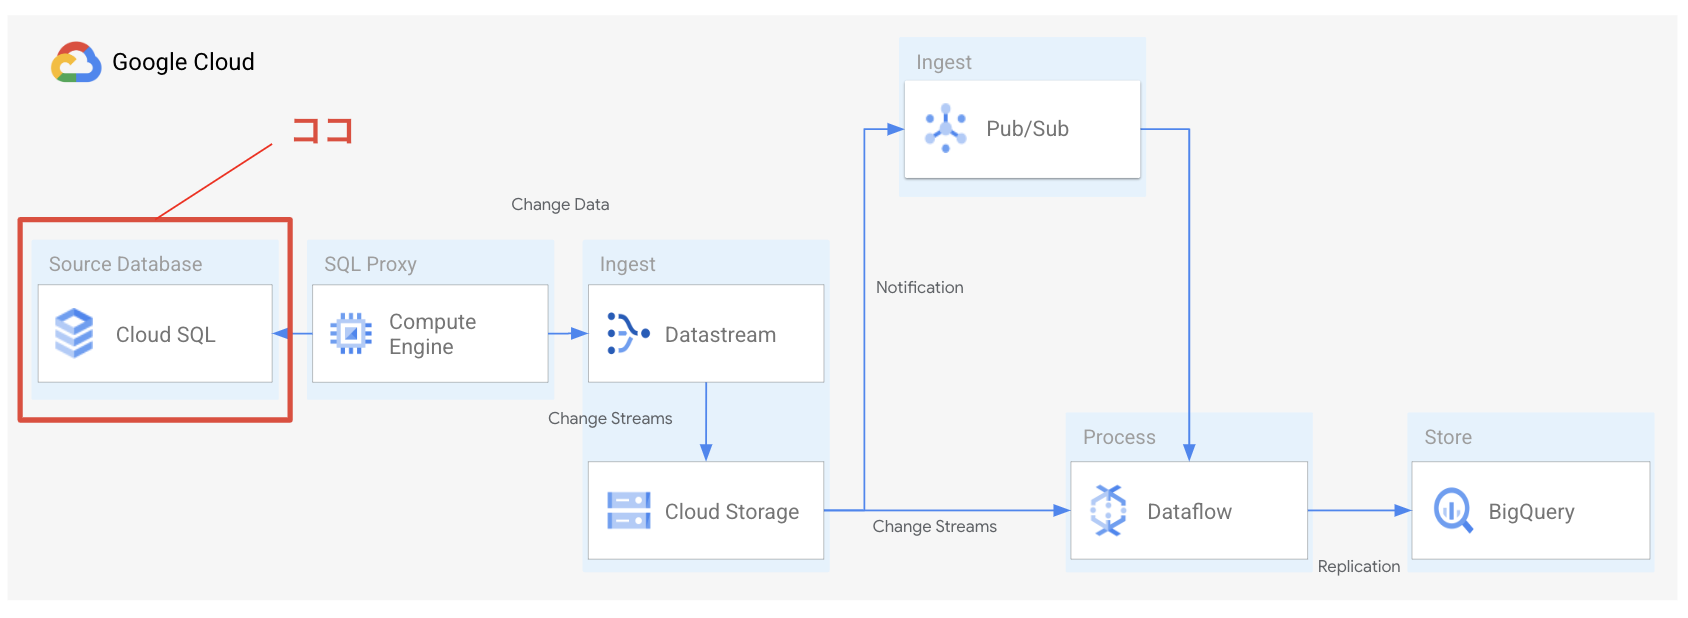 Google Cloud
ココ
Ingest
Pub/Sub
Change Data
Source Database
Cloud SQL
SQL Proxy
Compute
Engine
Ingest
Datastream
Notification
Change Streams
Cloud Storage
Change Streams
Process
Dataflow
Replication
Store
BigQuery